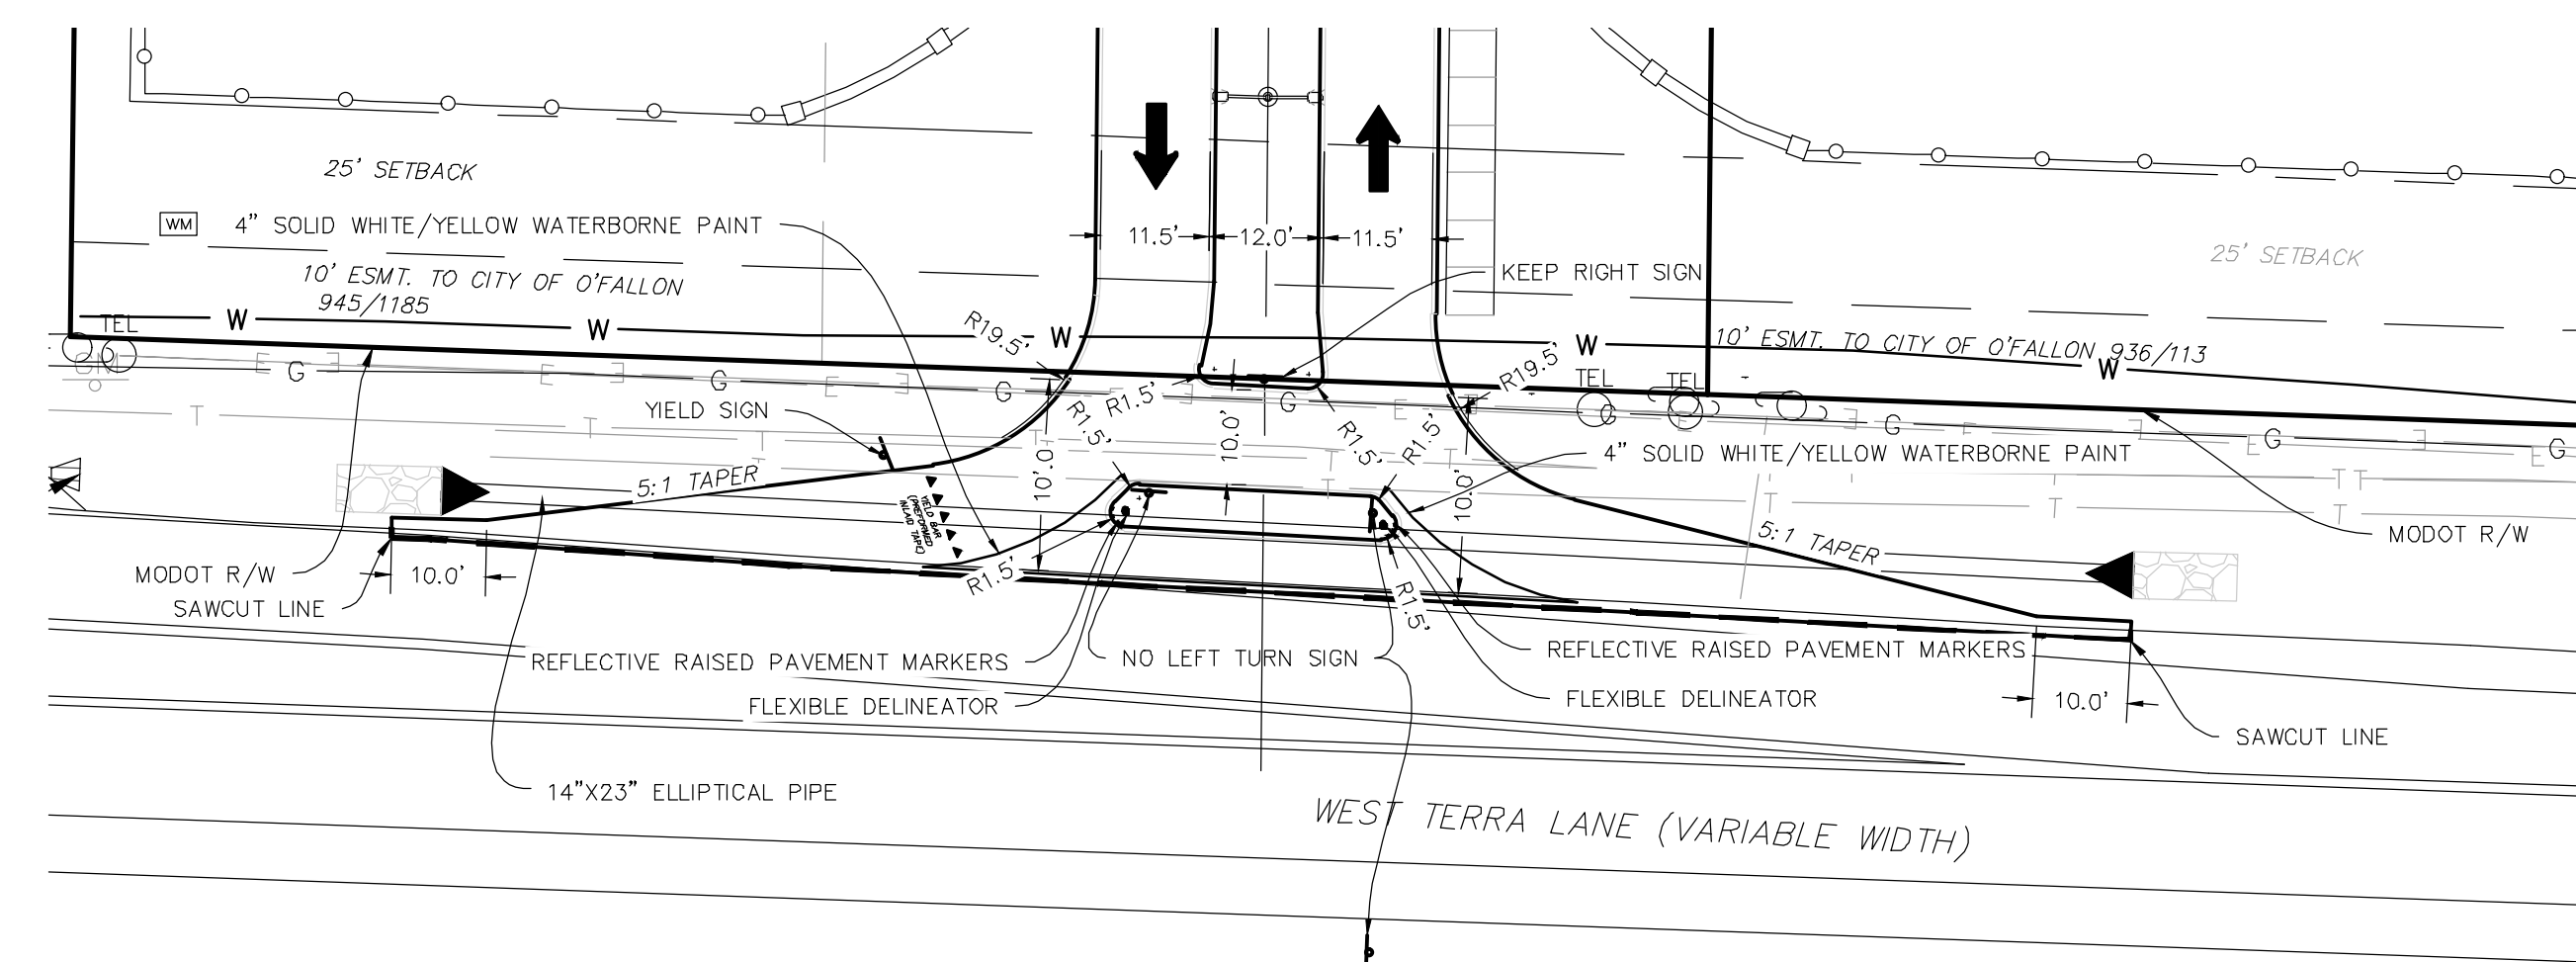 25' SETBACK
WM
4" SOLID WHITE/YELLOW WATERBORNE PAINT
11.5'
12.0'
11.5'
25' SETBACK
10' ESMT. TO CITY OF O'FALLON
945/1185
KEEP RIGHT SIGN
TEL
W
W
W
W
W
R19.5'
10' ESMT. TO CITY OF O'FALLON 936/113
R19.5'
TEL
TEL
E
E
E
E
E
E
G
G
G
G
G
G
G
G
E
E
E
E
E
E
E
YIELD SIGN
R1.5'
R1.5'
R1.5'
R1.5'
10.0'
10'.0'
10.0'
T
T
T
T
T
T
T
T
T
T
T
T
4" SOLID WHITE/YELLOW WATERBORNE PAINT
5:1 TAPER
YIELD BAR
(PREFORMED
INLAID TAPE)
5:1 TAPER
MODOT R/W
MODOT R/W
10.0'
R1.5'
R1.5'
SAWCUT LINE
REFLECTIVE RAISED PAVEMENT MARKERS
NO LEFT TURN SIGN
REFLECTIVE RAISED PAVEMENT MARKERS
FLEXIBLE DELINEATOR
FLEXIBLE DELINEATOR
10.0'
SAWCUT LINE
14"X23" ELLIPTICAL PIPE
WEST TERRA LANE (VARIABLE WIDTH)